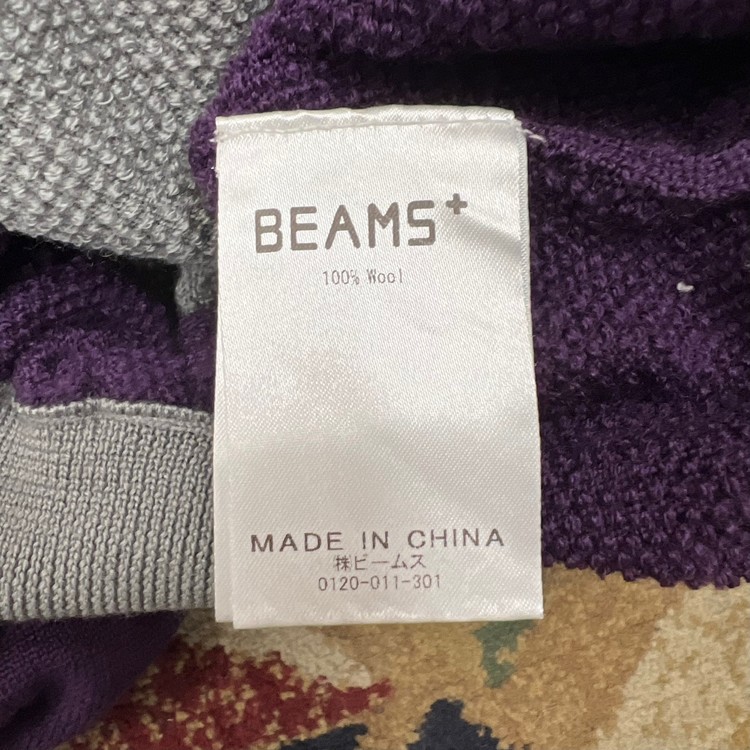 BEAMS+
100% Wool
MADE IN CHINA
㈱ビームス
0120-011-301